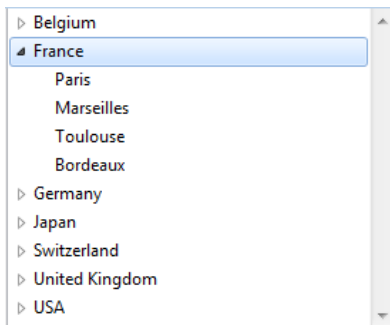 Belgium
France
Paris
Marseilles
Toulouse
Bordeaux
Germany
Japan
Switzerland
United Kingdom
USA